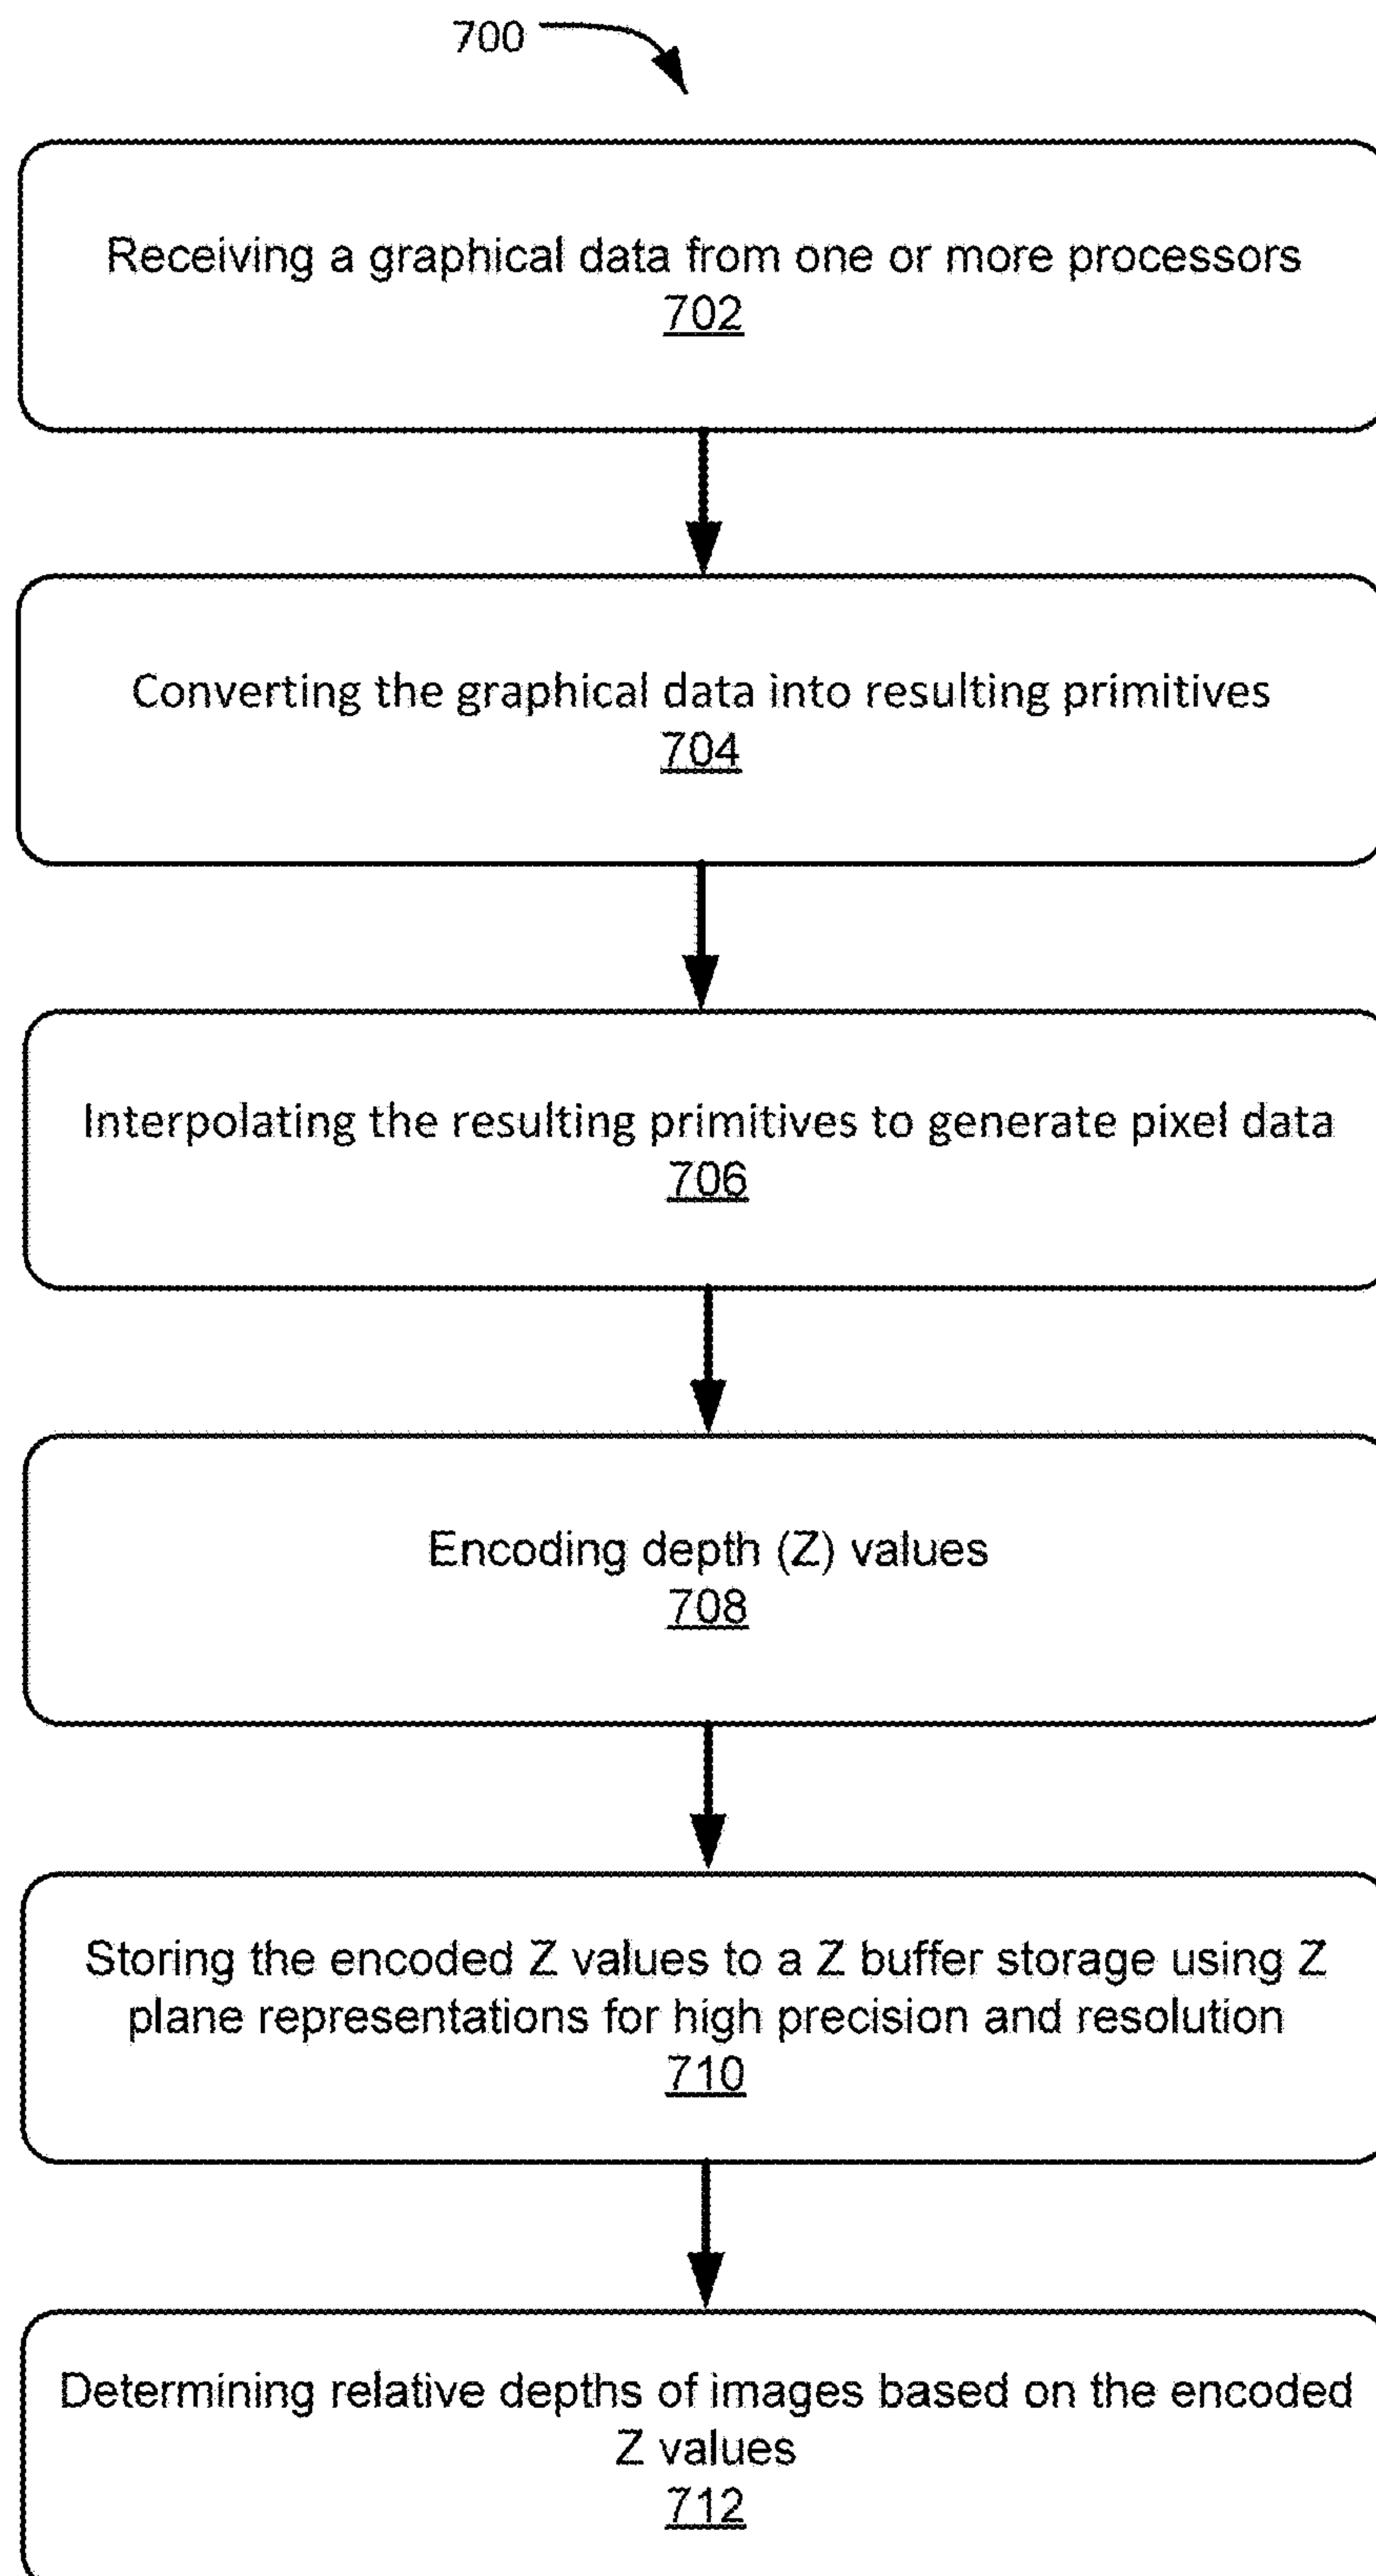 700
Receiving a graphical data from one or more processors
702
Converting the graphical data into resulting primitives
704
Interpolating the resulting primitives to generate pixel data
706
Encoding depth (Z) values
708
Storing the encoded Z values to a Z buffer storage using Z
plane representations for high precision and resolution
710
Determining relative depths of images based on the encoded
Z values
712